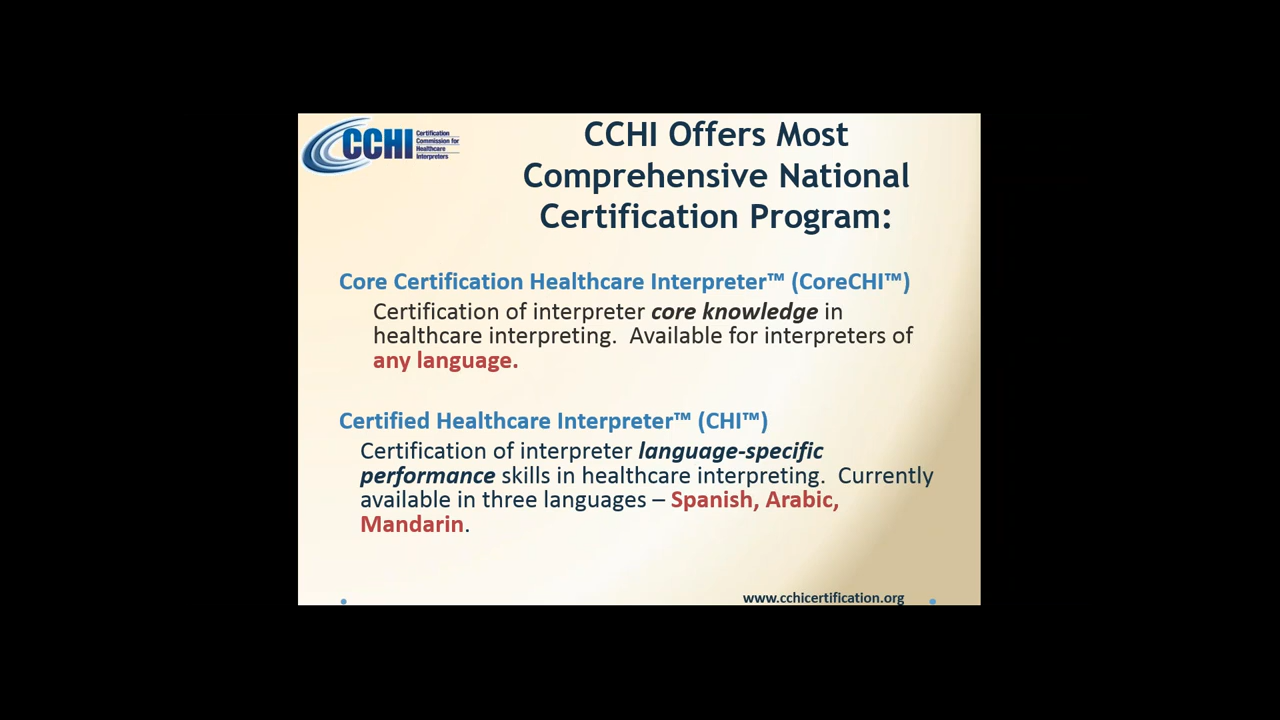 CCHI
Certification
Commission for
Healthcare
Interpreters
CCHI Offers Most
Comprehensive National
Certification Program:
Core Certification Healthcare Interpreter™ (CoreCHI™)
Certification of interpreter core knowledge in
healthcare interpreting.  Available for interpreters of
any language.
Certified Healthcare Interpreter™ (CHI™)
Certification of interpreter language-specific
performance skills in healthcare interpreting.  Currently
available in three languages – Spanish, Arabic,
Mandarin.
www.cchicertification.org